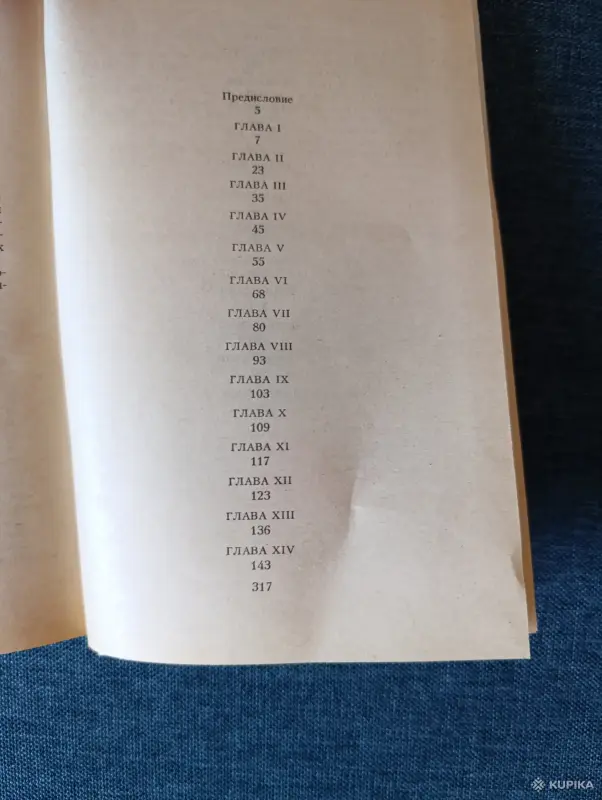 Предисловие
5
ГЛАВА I
7
ГЛАВА II
23
ГЛАВА III
35
ГЛАВА IV
45
ГЛАВА V
55
ГЛАВА VI
68
ГЛАВА VII
80
ГЛАВА VIII
93
ГЛАВА IX
103
ГЛАВА X
109
ГЛАВА XI
117
ГЛАВА XII
123
ГЛАВА XIII
136
ГЛАВА XIV
143
317
KUPIKA